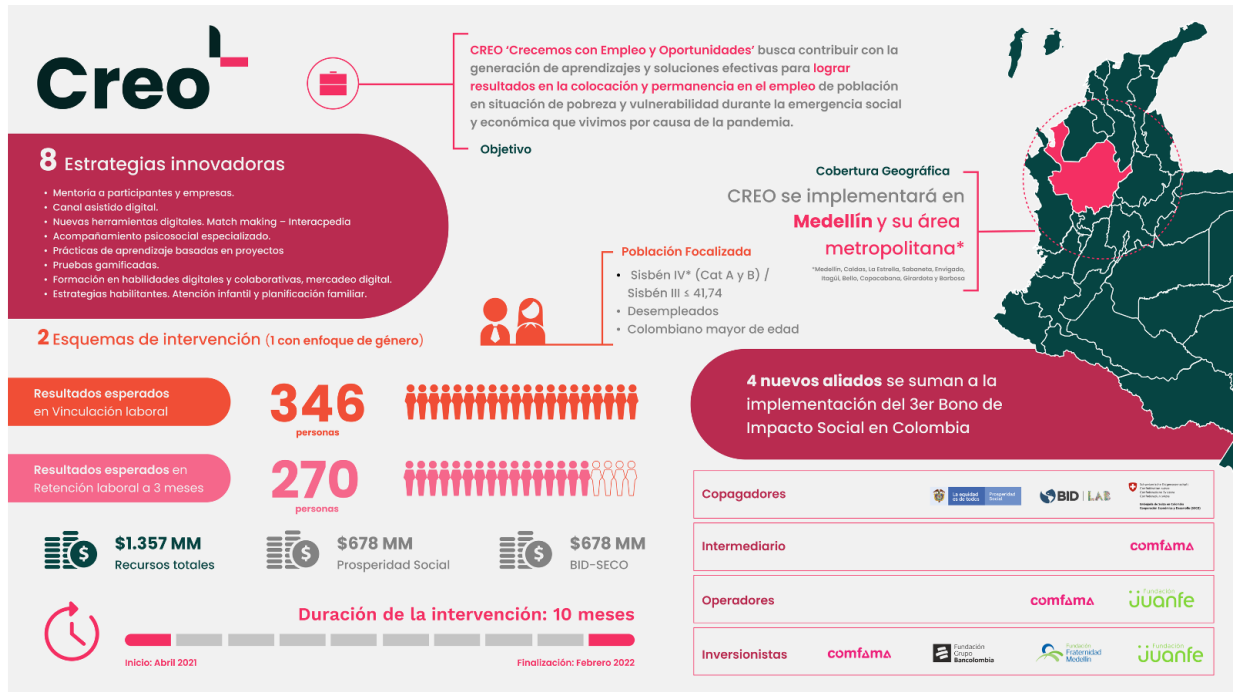 Creo
CREO ‘Crecemos con Empleo y Oportunidades’ busca contribuir con la
generación de aprendizajes y soluciones efectivas para lograr
resultados en la colocación y permanencia en el empleo de población
en situación de pobreza y vulnerabilidad durante la emergencia social
y económica que vivimos por causa de la pandemia.
Objetivo
8 Estrategias innovadoras
• Mentoría a participantes y empresas.
• Canal asistido digital.
• Nuevas herramientas digitales. Match making – Interacpedia
• Acompañamiento psicosocial especializado.
• Prácticas de aprendizaje basadas en proyectos
• Pruebas gamificadas.
• Formación en habilidades digitales y colaborativas, mercadeo digital.
• Estrategias habilitantes. Atención infantil y planificación familiar.
Cobertura Geográfica
CREO se implementará en
Medellín y su área
metropolitana*
*Medellín, Caldas, La Estrella, Sabaneta, Envigado,
Itagüí, Bello, Copacabana, Girardota y Barbosa
Población Focalizada
• Sisbén IV* (Cat A y B) /
Sisbén III ≤ 41,74
• Desempleados
• Colombiano mayor de edad
2 Esquemas de intervención (1 con enfoque de género)
Resultados esperados
en Vinculación laboral
346
personas
Resultados esperados en
Retención laboral a 3 meses
270
personas
$1.357 MM
Recursos totales
$678 MM
Prosperidad Social
$678 MM
BID-SECO
Duración de la intervención: 10 meses
Inicio: Abril 2021
Finalización: Febrero 2022
4 nuevos aliados se suman a la
implementación del 3er Bono de
Impacto Social en Colombia
Copagadores
La equidad
es de todos
Prosperidad
Social
BID LAB
Intermediario
comfama
Operadores
comfama
Fundación
juanfe
Inversionistas
comfama
Fundación
Grupo
Bancolombia
Fundación
Fraternidad
Medellín
Fundación
juanfe